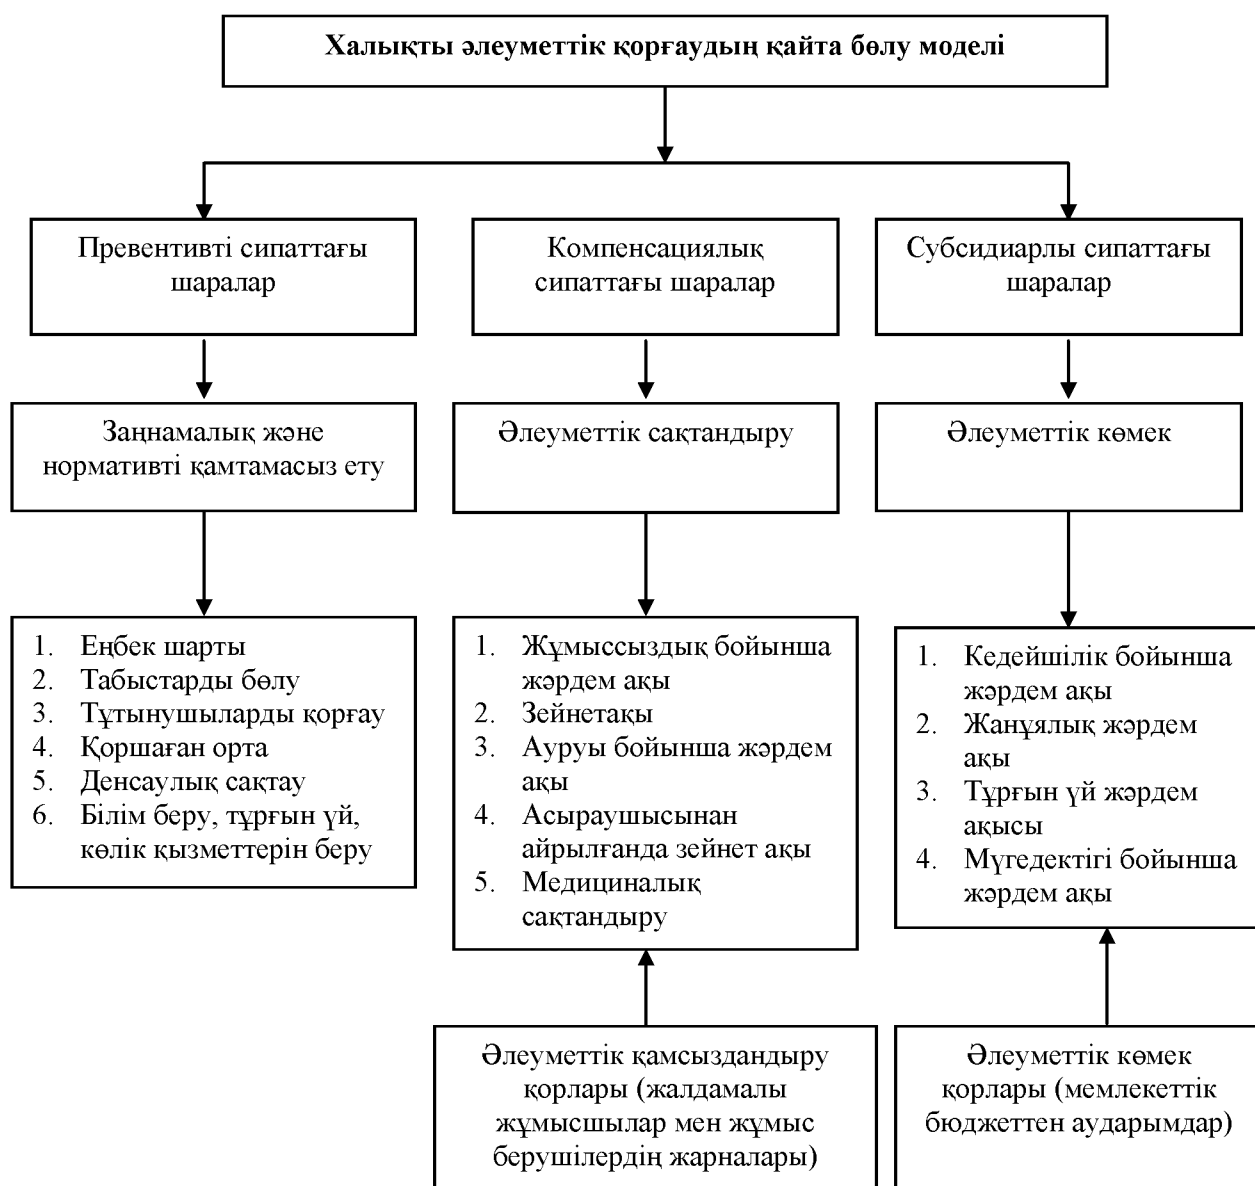 Халықты әлеуметтік қорғаудың қайта бөлу моделі
Превентивті сипаттағы
шаралар
Компенсациялық
сипаттағы шаралар
Субсидиарлы сипаттағы
шаралар
Заңнамалық және
нормативті қамтамасыз ету
Әлеуметтік сақтандыру
Әлеуметтік көмек
1. Еңбек шарты
2. Табыстарды бөлу
3. Тұтынушыларды қорғау
4. Қоршаған орта
5. Денсаулық сақтау
6. Білім беру, тұрғын үй,
көлік қызметтерін беру
1. Жұмыссыздық бойынша
жәрдем ақы
2. Зейнетақы
3. Ауруы бойынша жәрдем
ақы
4. Асыраушысынан
айрылғанда зейнет ақы
5. Медициналық
сақтандыру
1. Кедейшілік бойынша
жәрдем ақы
2. Жанұялық жәрдем
ақы
3. Тұрғын үй жәрдем
ақысы
4. Мүгедектігі бойынша
жәрдем ақы
Әлеуметтік қамсыздандыру
қорлары (жалдамалы
жұмысшылар мен жұмыс
берушілердің жарналары)
Әлеуметтік көмек
қорлары (мемлекеттік
бюджеттен аударымдар)